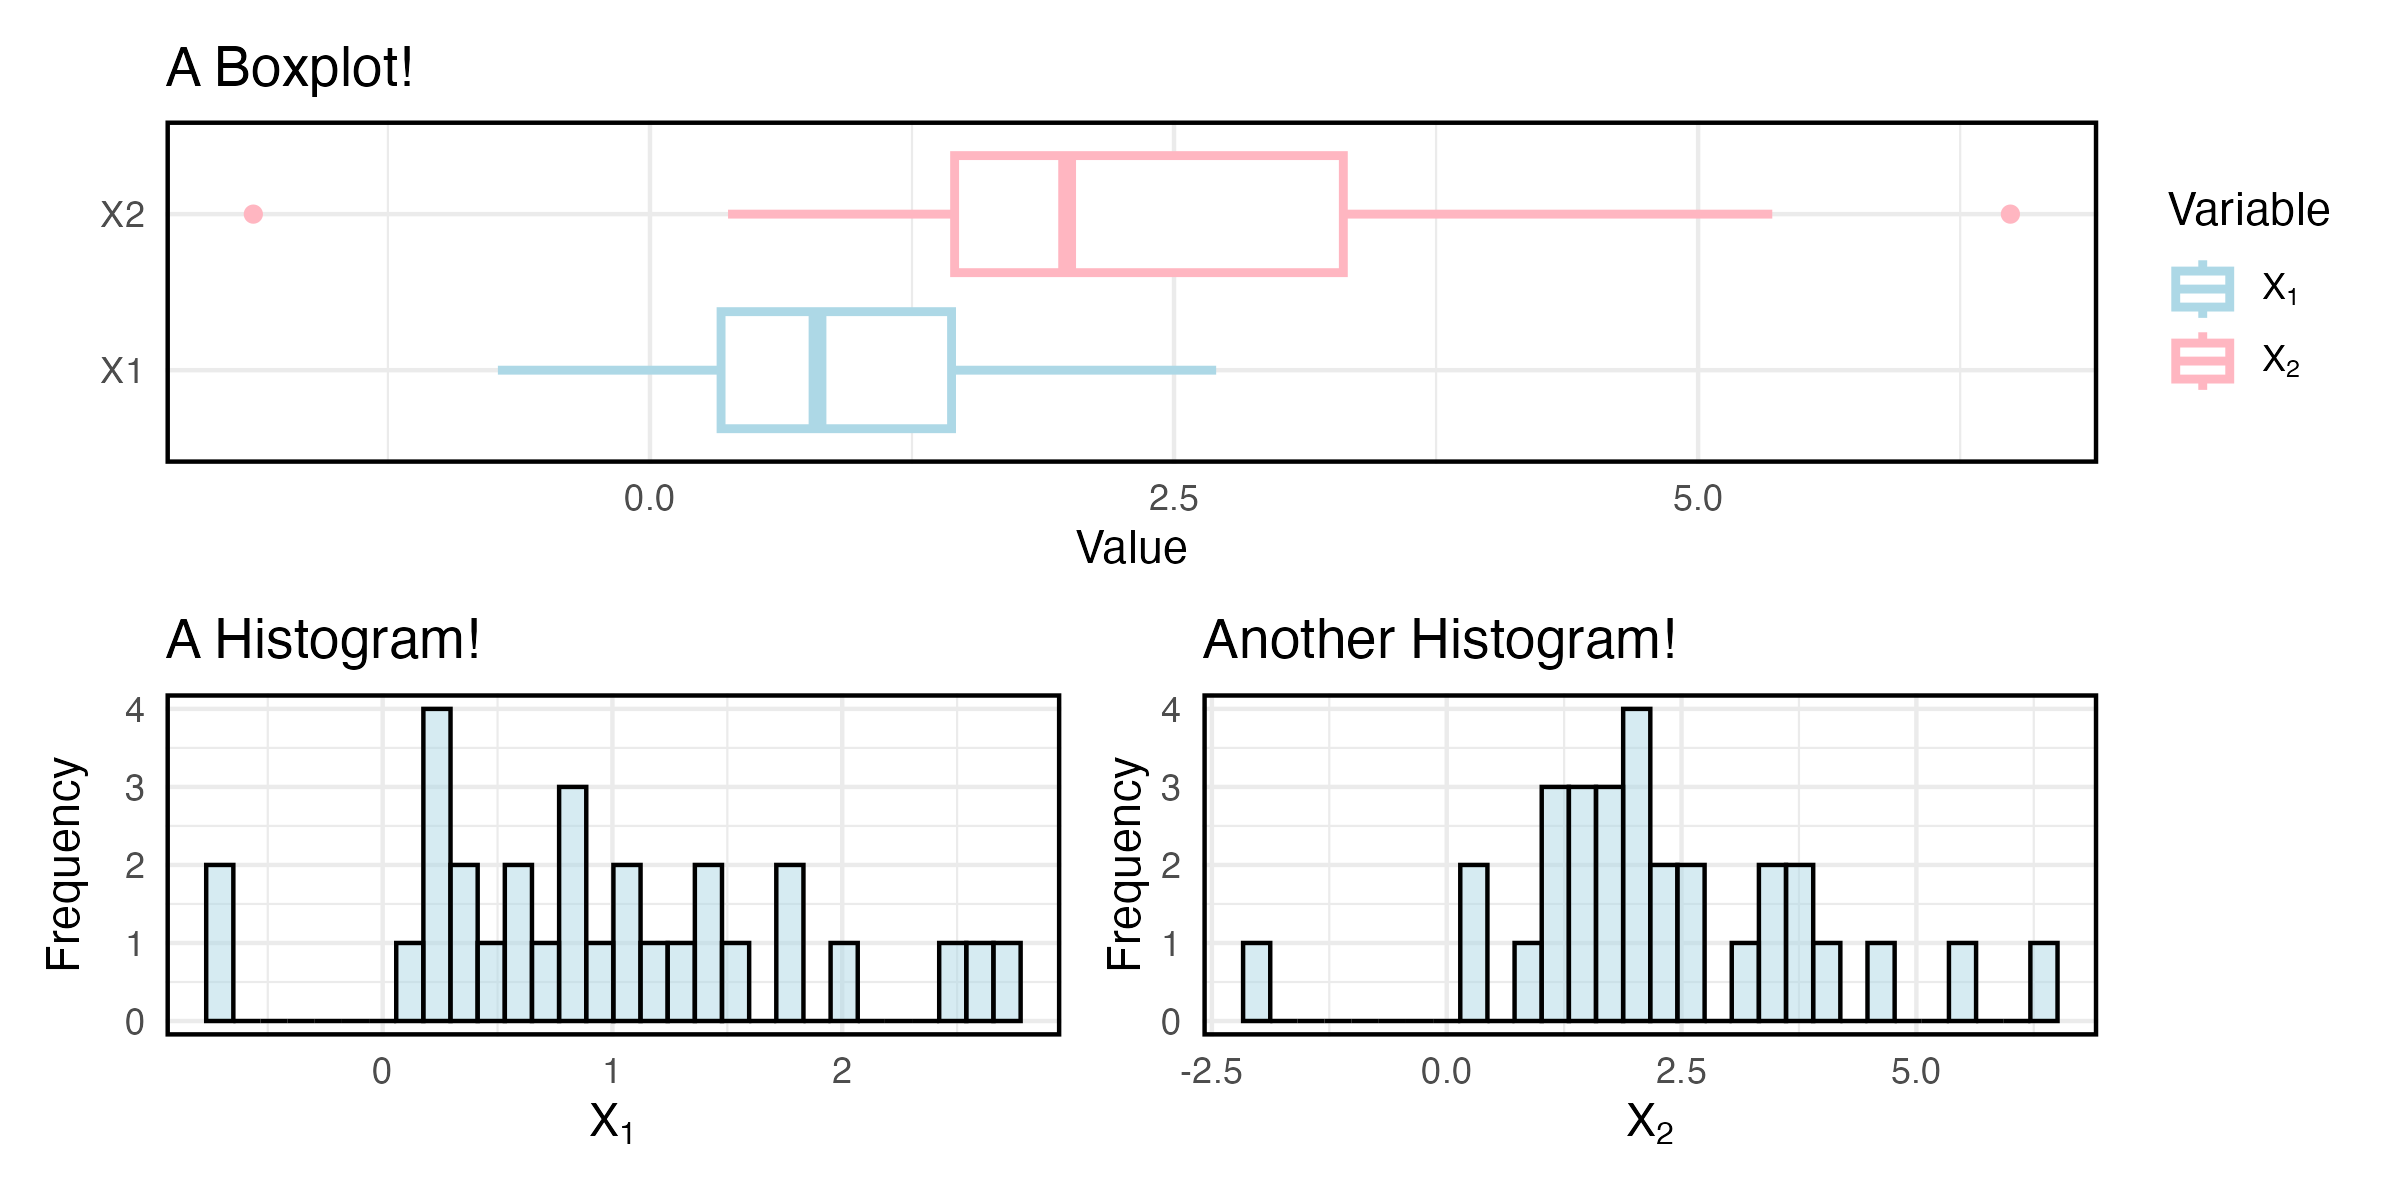 A Boxplot!
X2
X1
0.0 2.5 5.0
Value
Variable
X₁
X₂
A Histogram!
4
3
2
1
0
Frequency
0 1 2
X₁
Another Histogram!
4
3
2
1
0
Frequency
-2.5 0.0 2.5 5.0
X₂